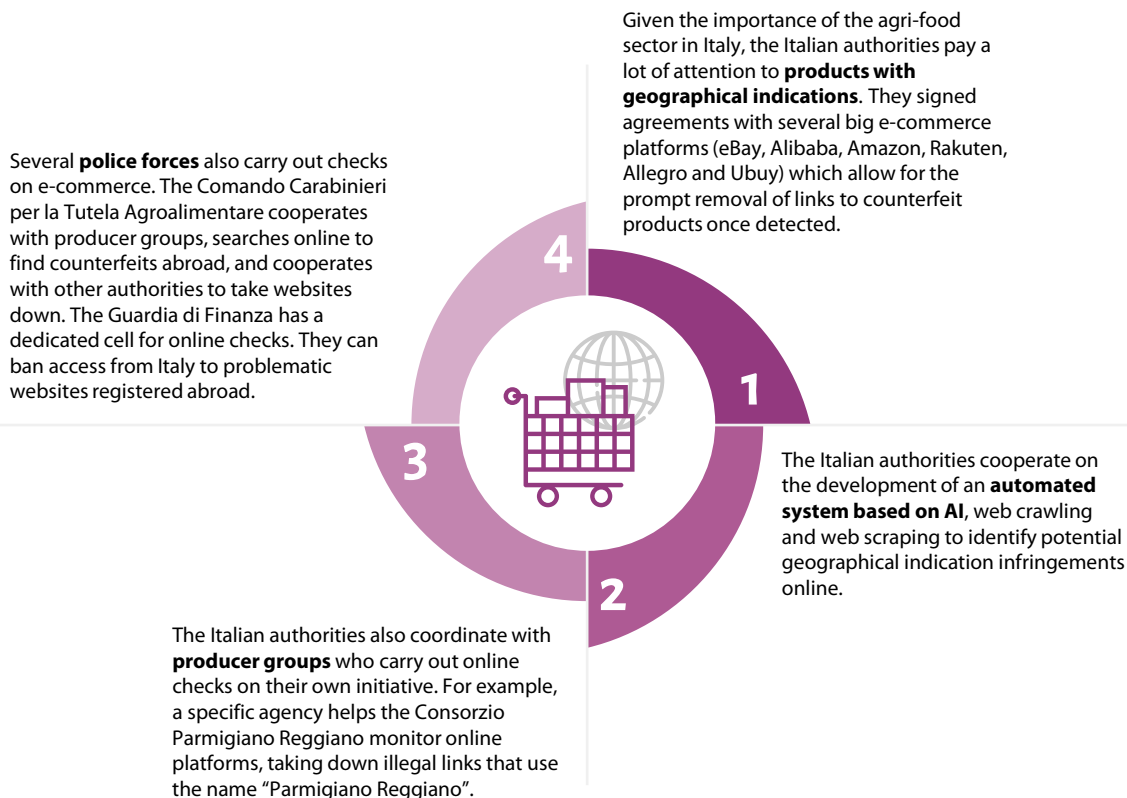 Given the importance of the agri-food
sector in Italy, the Italian authorities pay a
lot of attention to products with
geographical indications. They signed
agreements with several big e-commerce
platforms (eBay, Alibaba, Amazon, Rakuten,
Allegro and Ubuy) which allow for the
prompt removal of links to counterfeit
products once detected.
1
The Italian authorities cooperate on
the development of an automated
system based on AI, web crawling
and web scraping to identify potential
geographical indication infringements
online.
2
The Italian authorities also coordinate with
producer groups who carry out online
checks on their own initiative. For example,
a specific agency helps the Consorzio
Parmigiano Reggiano monitor online
platforms, taking down illegal links that use
the name “Parmigiano Reggiano”.
3
Several police forces also carry out checks
on e-commerce. The Comando Carabinieri
per la Tutela Agroalimentare cooperates
with producer groups, searches online to
find counterfeits abroad, and cooperates
with other authorities to take websites
down. The Guardia di Finanza has a
dedicated cell for online checks. They can
ban access from Italy to problematic
websites registered abroad.
4